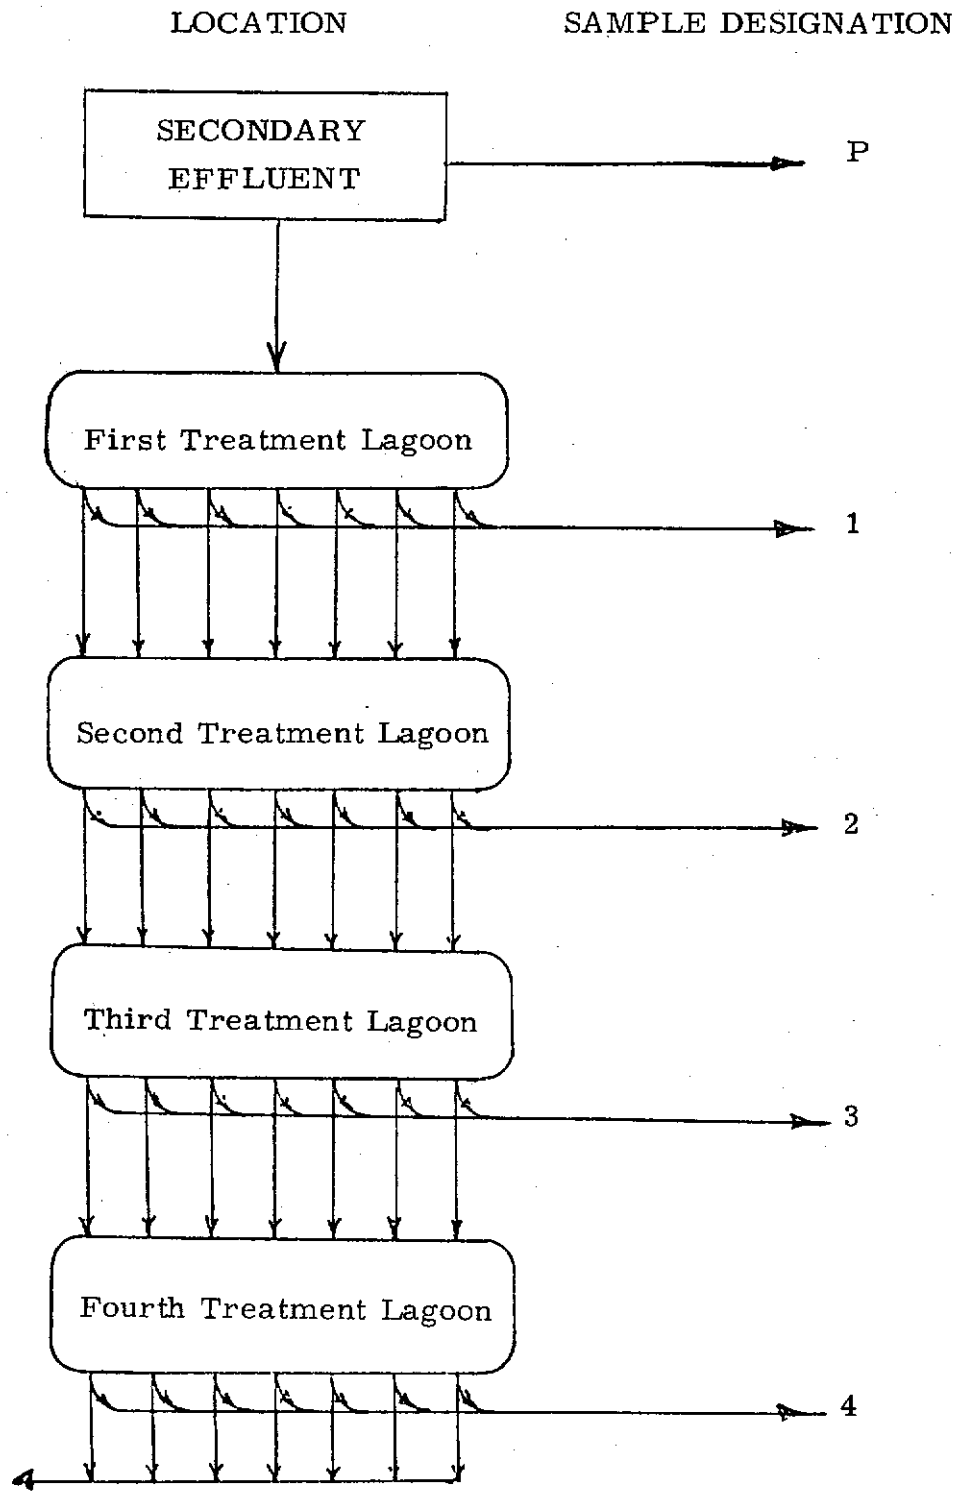 LOCATION SAMPLE DESIGNATION
SECONDARY
EFFLUENT
P
First Treatment Lagoon
1
Second Treatment Lagoon
2
Third Treatment Lagoon
3
Fourth Treatment Lagoon
4